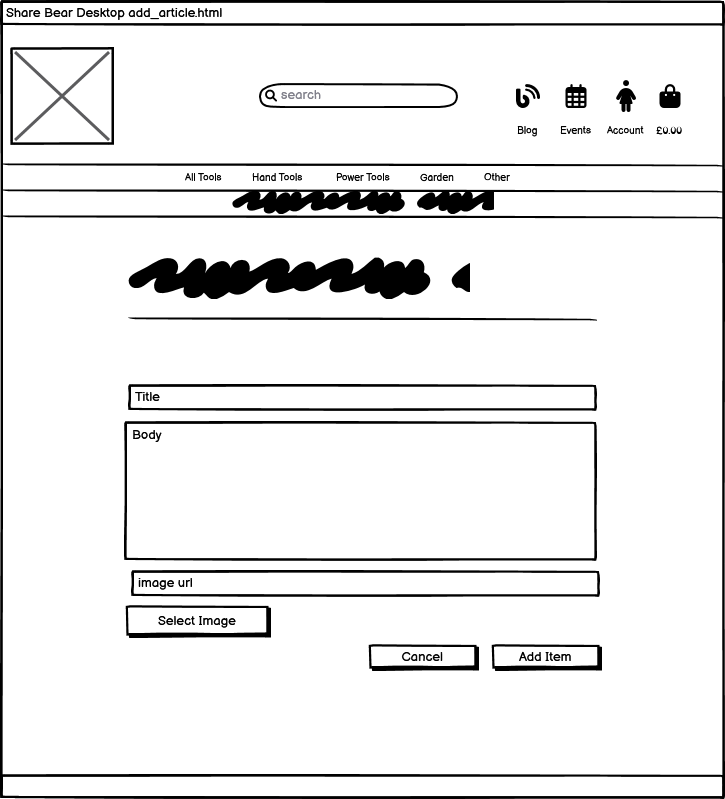 Share Bear Desktop add_article.html
search
Blog Events Account £0.00
All Tools Hand Tools Power Tools Garden Other
Title
Body
image url
Select Image
Cancel Add Item